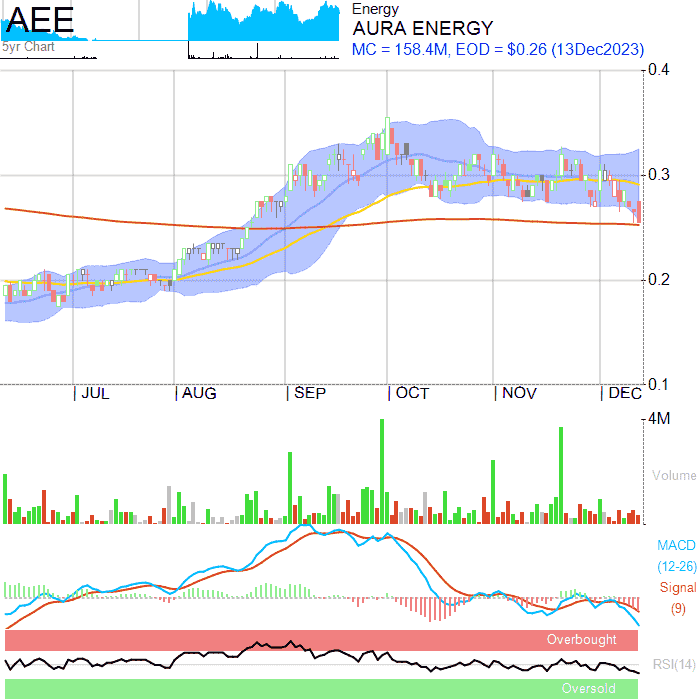 AEE
5yr Chart
Energy
AURA ENERGY
MC = 158.4M, EOD = $0.26 (13Dec2023)
0.4
0.3
0.2
0.1
JUL AUG SEP OCT NOV DEC
4M
Volume
MACD
(12-26)
Signal
(9)
Overbought
RSI(14)
Oversold